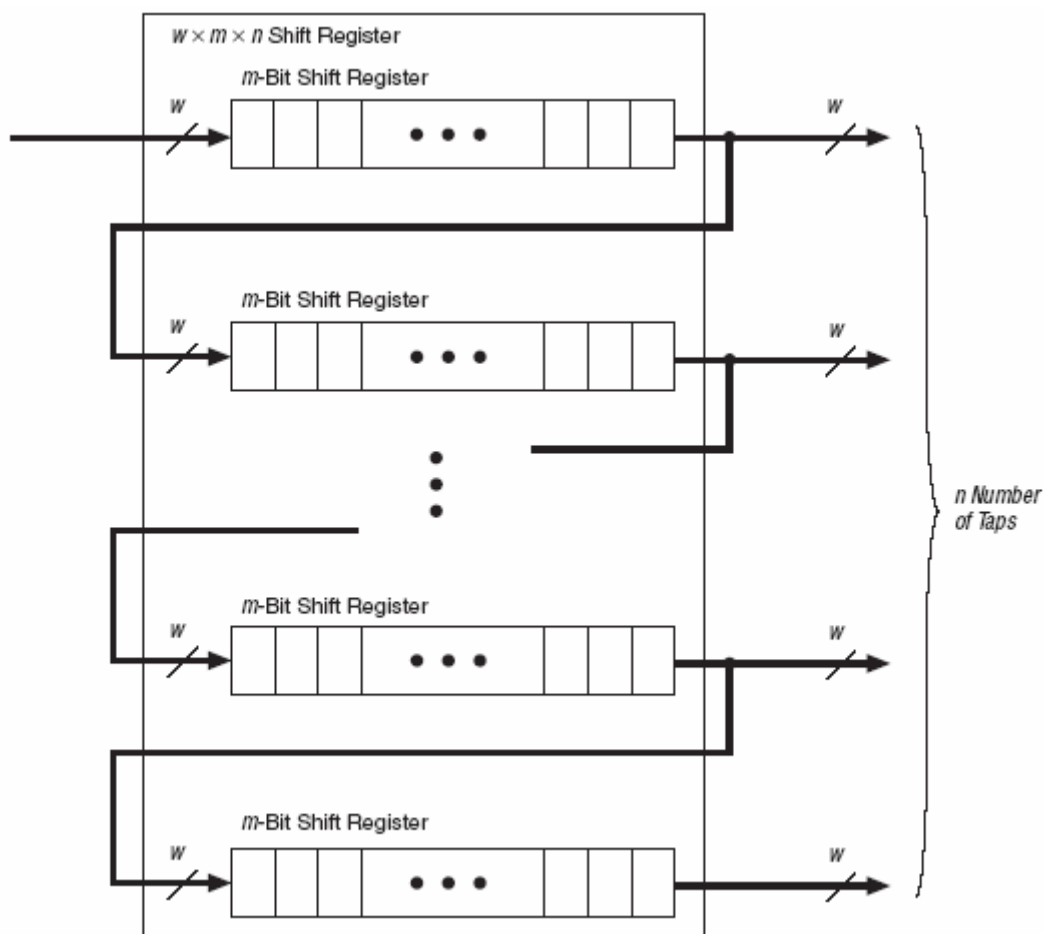 w × m × n Shift Register
m-Bit Shift Register
w
w
m-Bit Shift Register
w
w
n Number
of Taps
m-Bit Shift Register
w
w
m-Bit Shift Register
w
w